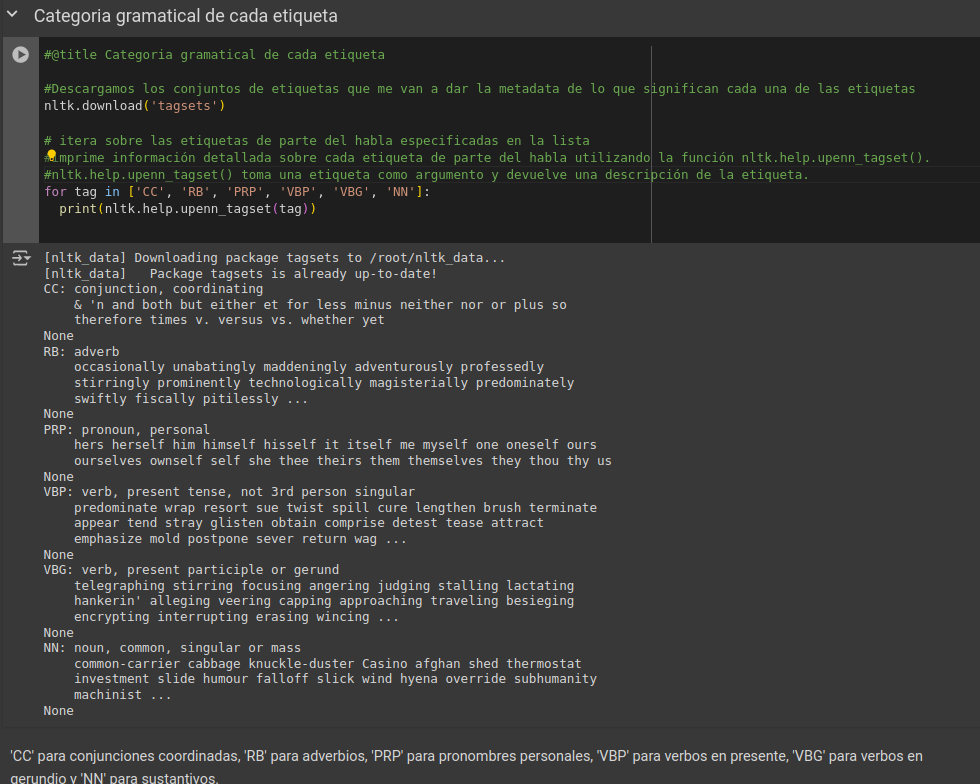 Categoria gramatical de cada etiqueta
#@title Categoria gramatical de cada etiqueta
#Descargamos los conjuntos de etiquetas que me van a dar la metadata de lo que significan cada una de las etiquetas
nltk.download('tagsets')
# itera sobre las etiquetas de parte del habla especificadas en la lista
#imprime información detallada sobre cada etiqueta de parte del habla utilizando la función nltk.help.upenn_tagset().
#nltk.help.upenn_tagset() toma una etiqueta como argumento y devuelve una descripción de la etiqueta.
for tag in ['CC', 'RB', 'PRP', 'VBP', 'VBG', 'NN']:
  print(nltk.help.upenn_tagset(tag))
[nltk_data] Downloading package tagsets to /root/nltk_data...
[nltk_data]   Package tagsets is already up-to-date!
CC: conjunction, coordinating
    & 'n and both but either et for less minus neither nor or plus so
    therefore times v. versus vs. whether yet
None
RB: adverb
    occasionally unabatingly maddeningly adventurously professedly
    stirringly prominently technologically magisterially predominately
    swiftly fiscally pitilessly ...
None
PRP: pronoun, personal
    hers herself him himself hisself it itself me myself one oneself ours
    ourselves ownself self she thee theirs them themselves they thou thy us
None
VBP: verb, present tense, not 3rd person singular
    predominate wrap resort sue twist spill cure lengthen brush terminate
    appear tend stray glisten obtain comprise detest tease attract
    emphasize mold postpone sever return wag ...
None
VBG: verb, present participle or gerund
    telegraphing stirring focusing angering judging stalling lactating
    hankerin' alleging veering capping approaching traveling besieging
    encrypting interrupting erasing wincing ...
None
NN: noun, common, singular or mass
    common-carrier cabbage knuckle-duster Casino afghan shed thermostat
    investment slide humour falloff slick wind hyena override subhumanity
    machinist ...
None
'CC' para conjunciones coordinadas, 'RB' para adverbios, 'PRP' para pronombres personales, 'VBP' para verbos en presente, 'VBG' para verbos en
gerundio y 'NN' para sustantivos.